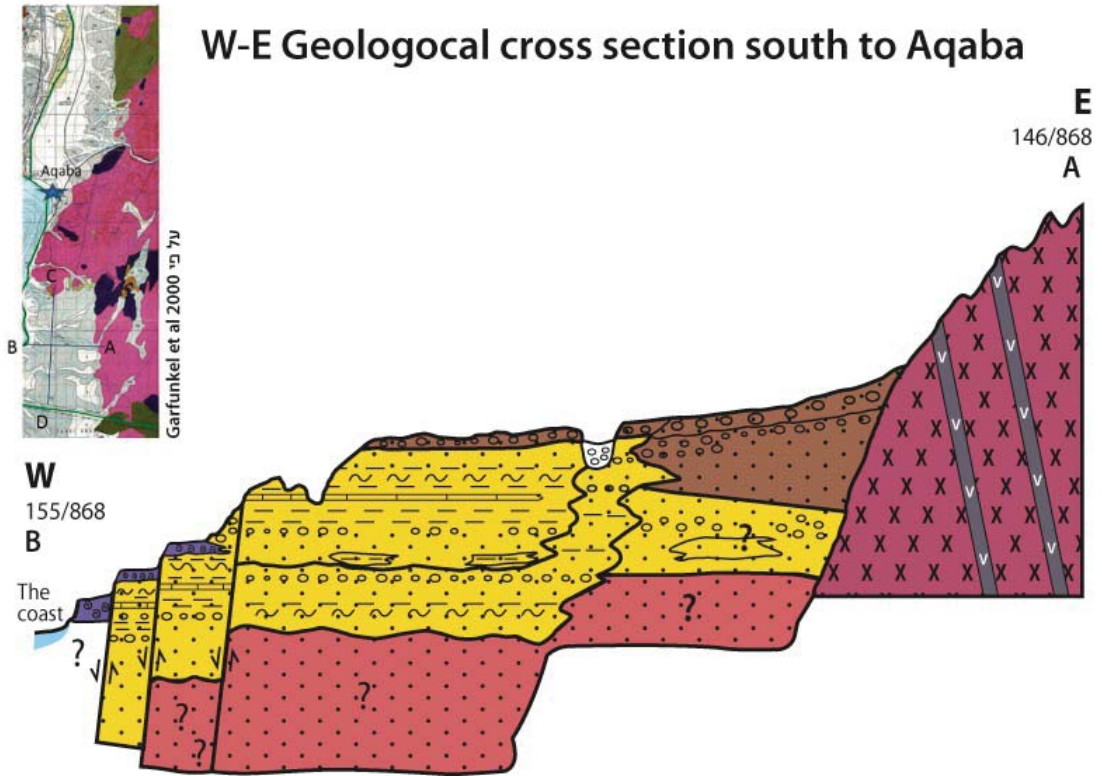 W-E Geologocal cross section south to Aqaba
Aqaba
C
B
A
D
Garfunkel et al 2000 על פי
E
146/868
A
W
155/868
B
The
coast
?
?
?
?
?
?